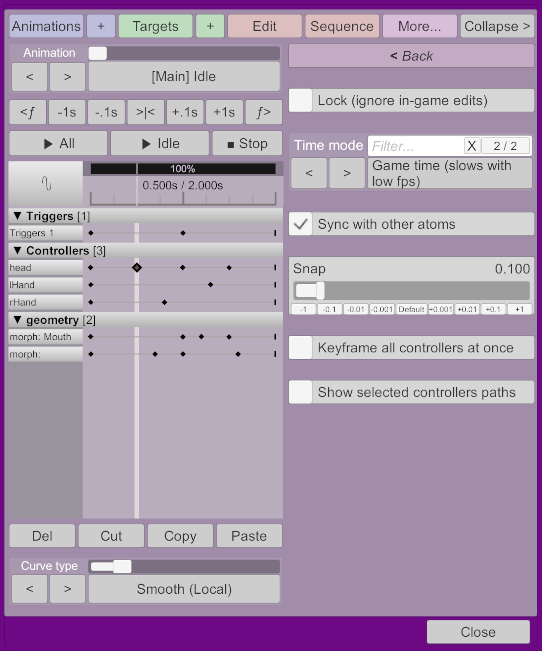 Animations + Targets + Edit Sequence More... Collapse >
Animation
< > [Main] Idle
<ƒ -1s -.1s >|< +.1s +1s ƒ>
▶ All ▶ Idle ■ Stop
100%
0.500s / 2.000s
▼ Triggers [1]
Triggers 1
▼ Controllers [3]
head
lHand
rHand
▼ geometry [2]
morph: Mouth
morph:
Del Cut Copy Paste
Curve type
< > Smooth (Local)
< Back
Lock (ignore in-game edits)
Time mode Filter... X 2 / 2
< > Game time (slows with
low fps)
Sync with other atoms
Snap 0.100
-1 -0.1 -0.01 -0.001 Default +0.001 +0.01 +0.1 +1
Keyframe all controllers at once
Show selected controllers paths
Close